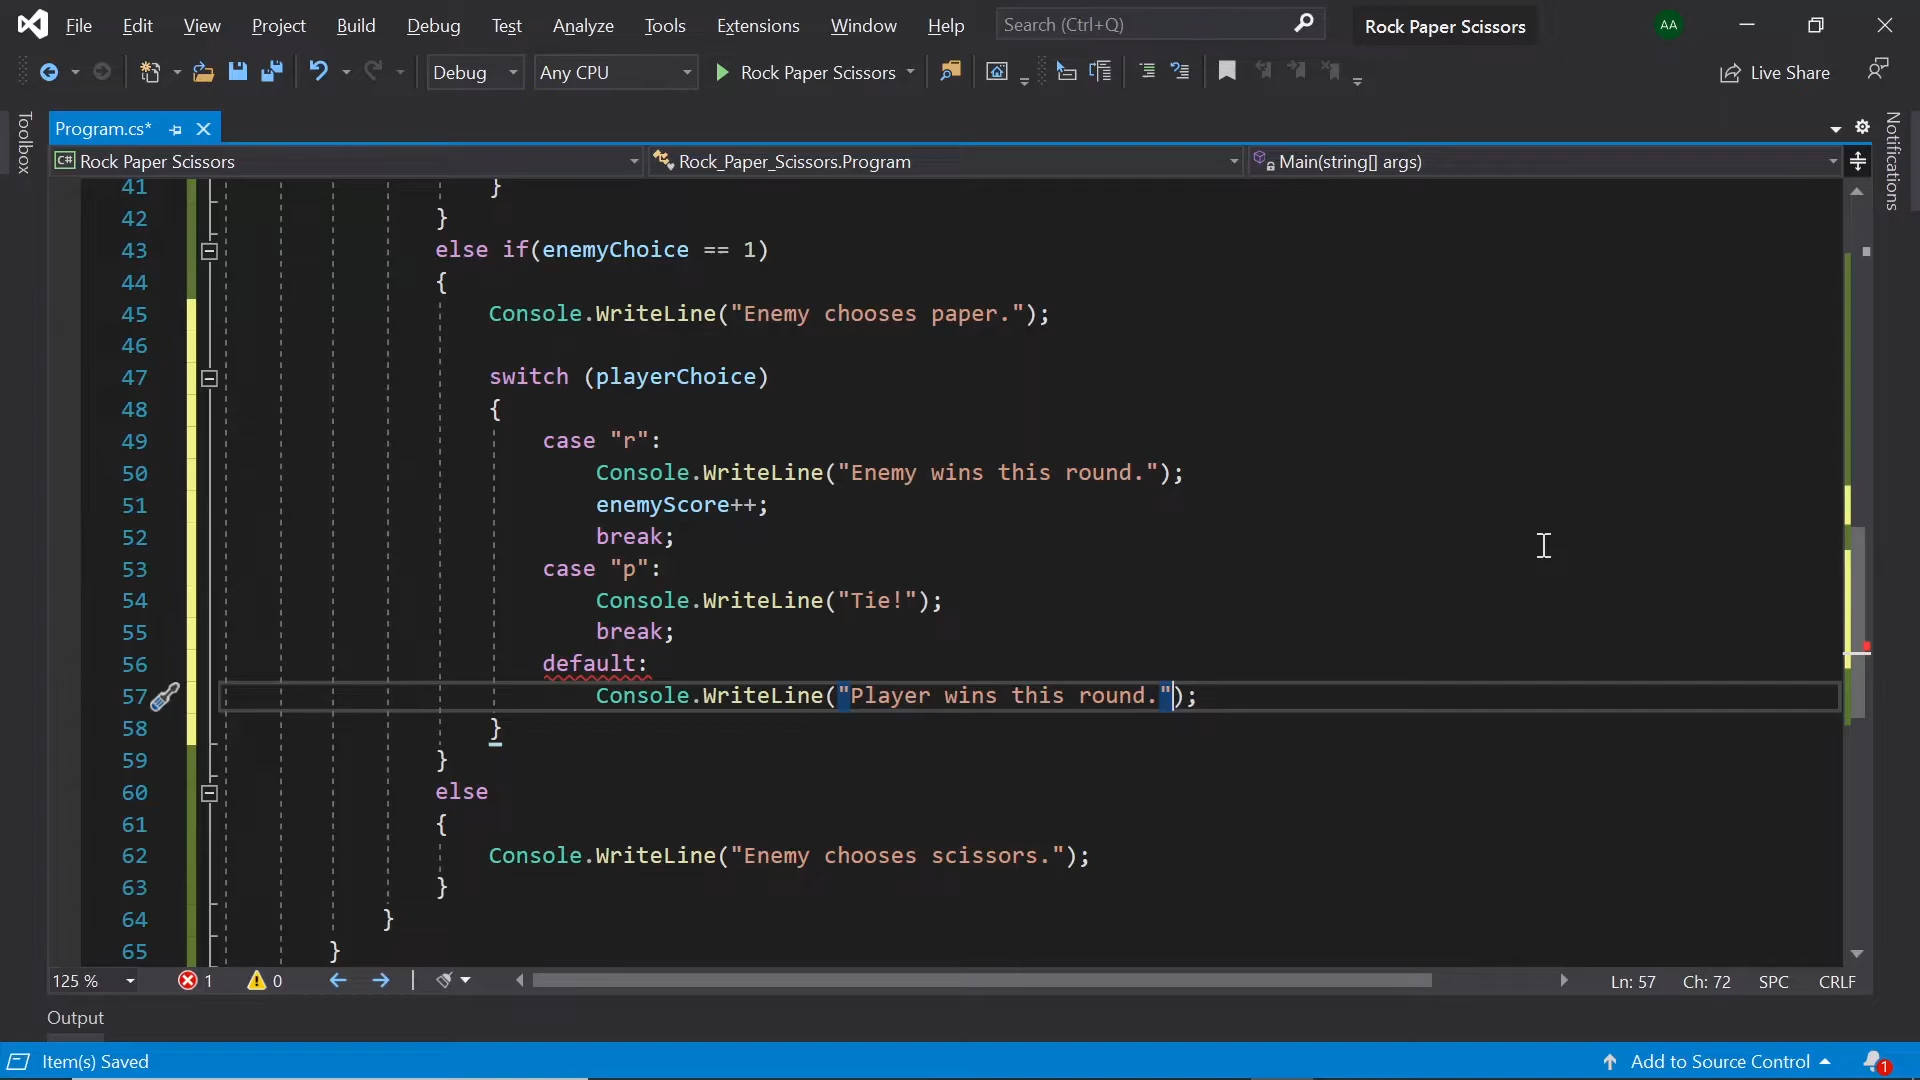 File Edit View Project Build Debug Test Analyze Tools Extensions Window Help Search (Ctrl+Q) Rock Paper Scissors AA
Debug Any CPU Rock Paper Scissors Live Share
Toolbox
Program.cs*
Notifications
C# Rock Paper Scissors Rock_Paper_Scissors.Program Main(string[] args)
41 }
42 }
43 else if(enemyChoice == 1)
44 {
45 Console.WriteLine("Enemy chooses paper.");
46
47 switch (playerChoice)
48 {
49 case "r":
50 Console.WriteLine("Enemy wins this round.");
51 enemyScore++;
52 break;
53 case "p":
54 Console.WriteLine("Tie!");
55 break;
56 default:
57 Console.WriteLine("Player wins this round.");
58 }
59 }
60 else
61 {
62 Console.WriteLine("Enemy chooses scissors.");
63 }
64 }
65 }
125 % 1 0 Ln: 57 Ch: 72 SPC CRLF
Output
Item(s) Saved Add to Source Control 1